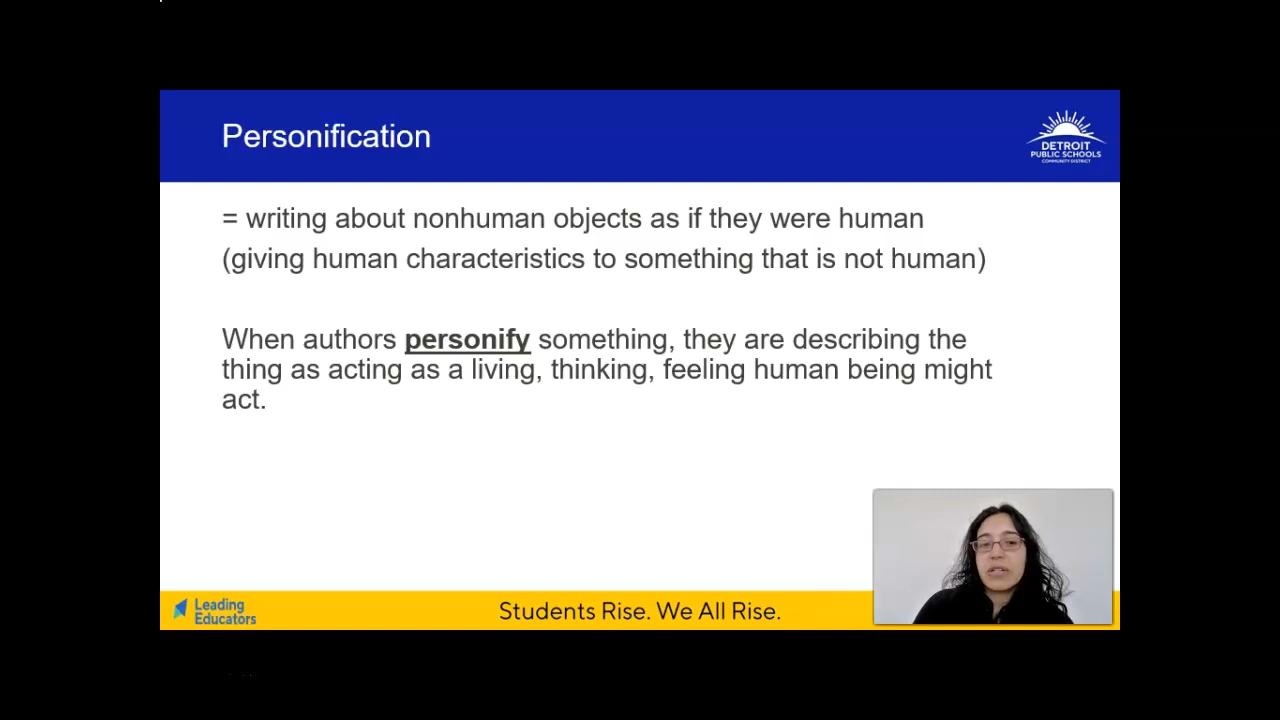 Personification
DETROIT
PUBLIC SCHOOLS
COMMUNITY DISTRICT
= writing about nonhuman objects as if they were human
(giving human characteristics to something that is not human)
When authors personify something, they are describing the
thing as acting as a living, thinking, feeling human being might
act.
Leading
Educators
Students Rise. We All Rise.